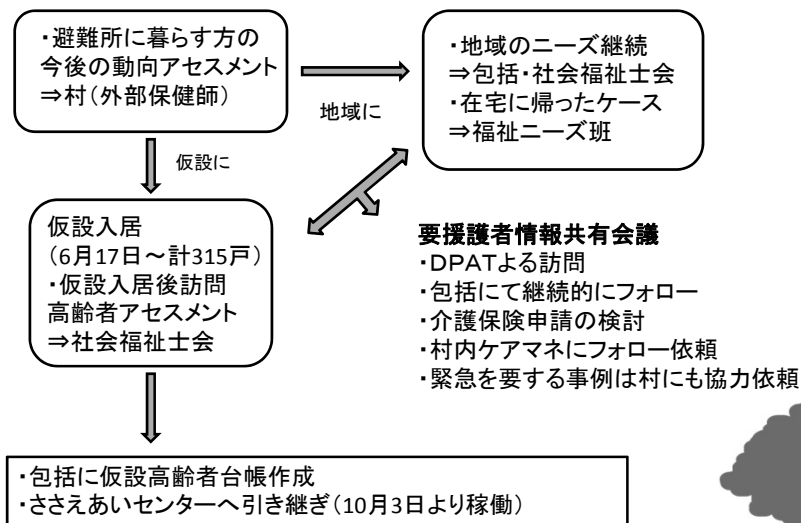 ・避難所に暮らす方の
今後の動向アセスメント
⇒村(外部保健師)
地域に
・地域のニーズ継続
⇒包括・社会福祉士会
・在宅に帰ったケース
⇒福祉ニーズ班
仮設に
仮設入居
(6月17日~計315戸)
・仮設入居後訪問
高齢者アセスメント
⇒社会福祉士会
要援護者情報共有会議
・DPATよる訪問
・包括にて継続的にフォロー
・介護保険申請の検討
・村内ケアマネにフォロー依頼
・緊急を要する事例は村にも協力依頼
・包括に仮設高齢者台帳作成
・ささえあいセンターへ引き継ぎ(10月3日より稼働)